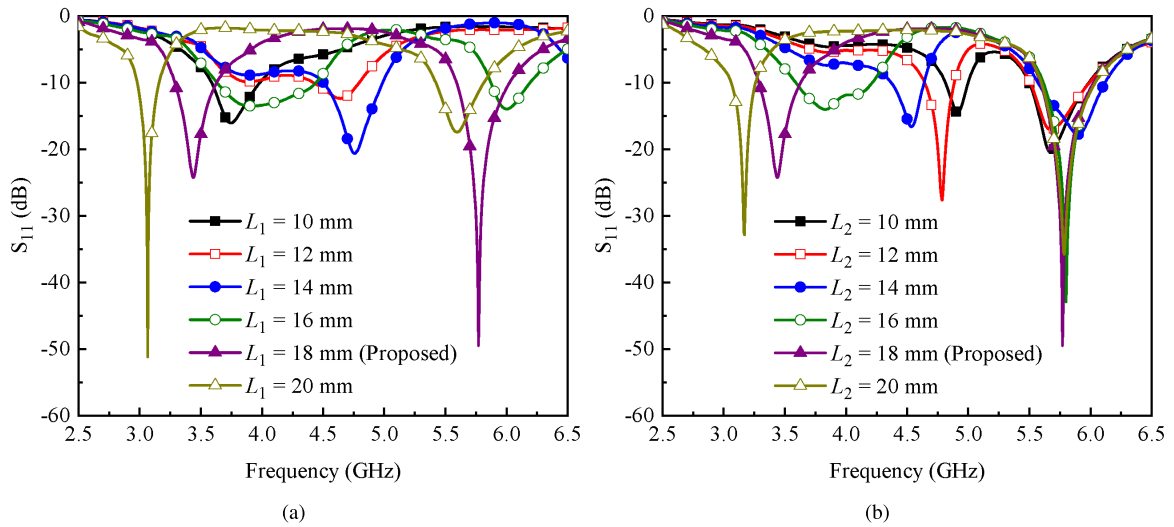 0
-10
-20
-30
-40
-50
-60
S11 (dB)
L1 = 10 mm
L1 = 12 mm
L1 = 14 mm
L1 = 16 mm
L1 = 18 mm (Proposed)
L1 = 20 mm
2.5 3.0 3.5 4.0 4.5 5.0 5.5 6.0 6.5
Frequency (GHz)
(a)
0
-10
-20
-30
-40
-50
-60
S11 (dB)
L2 = 10 mm
L2 = 12 mm
L2 = 14 mm
L2 = 16 mm
L2 = 18 mm (Proposed)
L2 = 20 mm
2.5 3.0 3.5 4.0 4.5 5.0 5.5 6.0 6.5
Frequency (GHz)
(b)